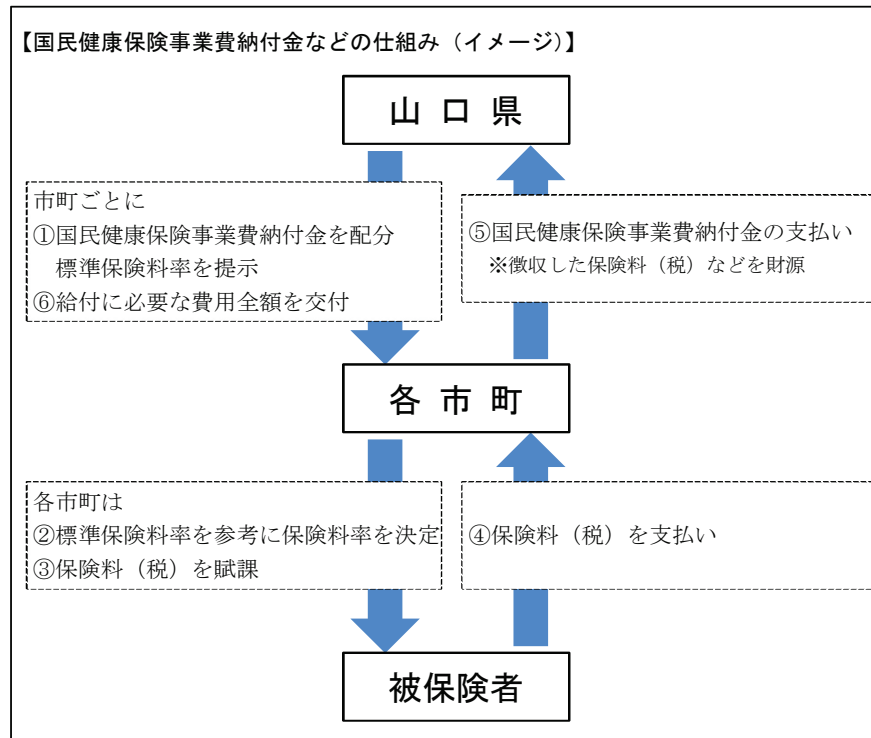 【国民健康保険事業費納付金などの仕組み（イメージ）】
山 口 県
市町ごとに
①国民健康保険事業費納付金を配分
標準保険料率を提示
⑥給付に必要な費用全額を交付
⑤国民健康保険事業費納付金の支払い
※徴収した保険料（税）などを財源
各 市 町
各市町は
②標準保険料率を参考に保険料率を決定
③保険料（税）を賦課
④保険料（税）を支払い
被保険者